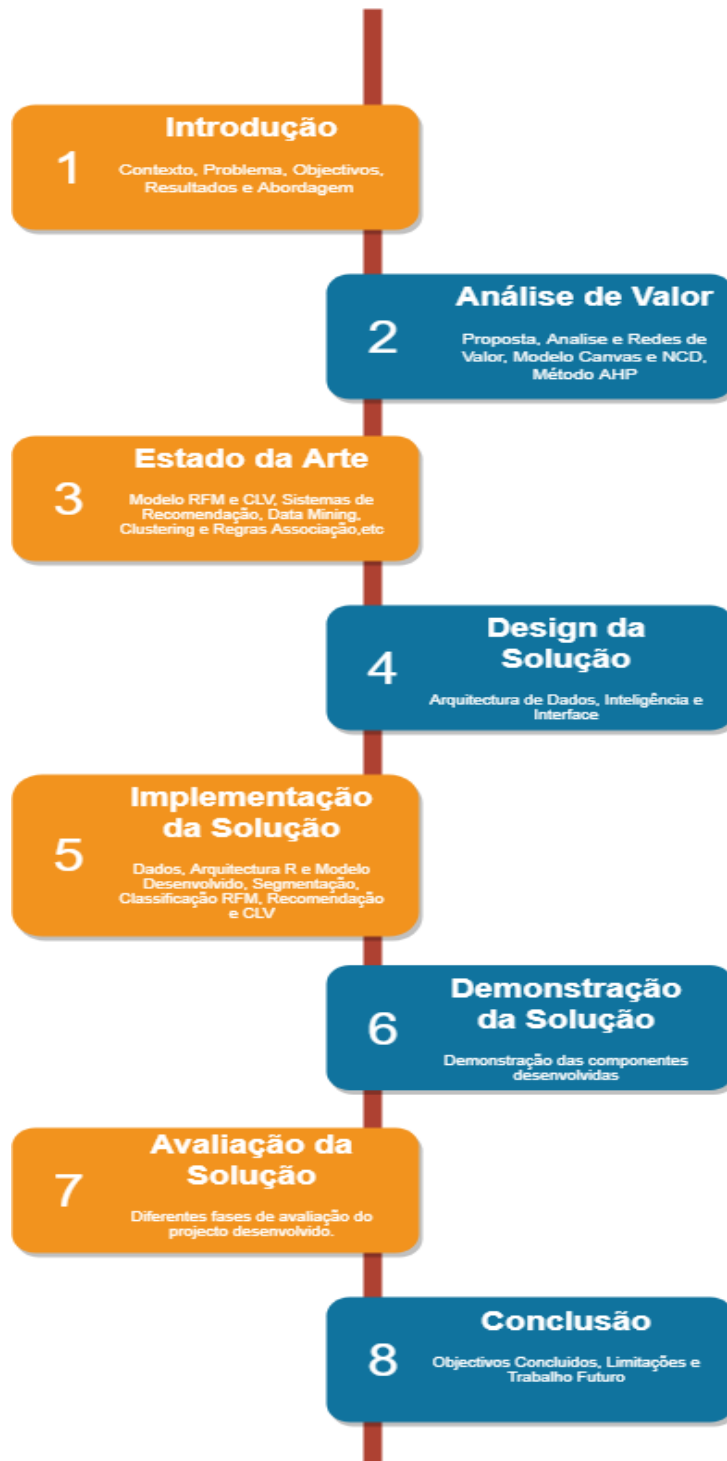 Introdução
1
Contexto, Problema, Objectivos,
Resultados e Abordagem
Análise de Valor
2
Proposta, Analise e Redes de
Valor, Modelo Canvas e NCD,
Método AHP
Estado da Arte
3
Modelo RFM e CLV, Sistemas de
Recomendação, Data Mining,
Clustering e Regras Associação,etc
Design da
Solução
4
Arquitectura de Dados, Inteligência e
Interface
Implementação
da Solução
5
Dados, Arquitectura R e Modelo
Desenvolvido, Segmentação,
Classificação RFM, Recomendação
e CLV
Demonstração
da Solução
6
Demonstração das componentes
desenvolvidas
Avaliação da
Solução
7
Diferentes fases de avaliação do
projecto desenvolvido.
Conclusão
8
Objectivos Concluidos, Limitações e
Trabalho Futuro